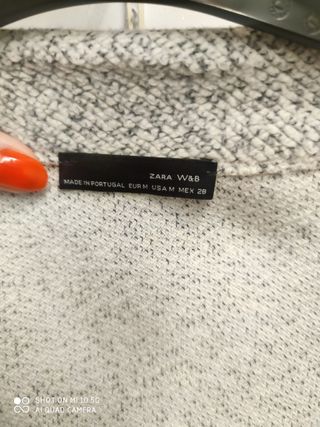 ZARA W&B
MADE IN PORTUGAL EUR M USA M MEX 28
SHOT ON MI 10 5G
AI QUAD CAMERA